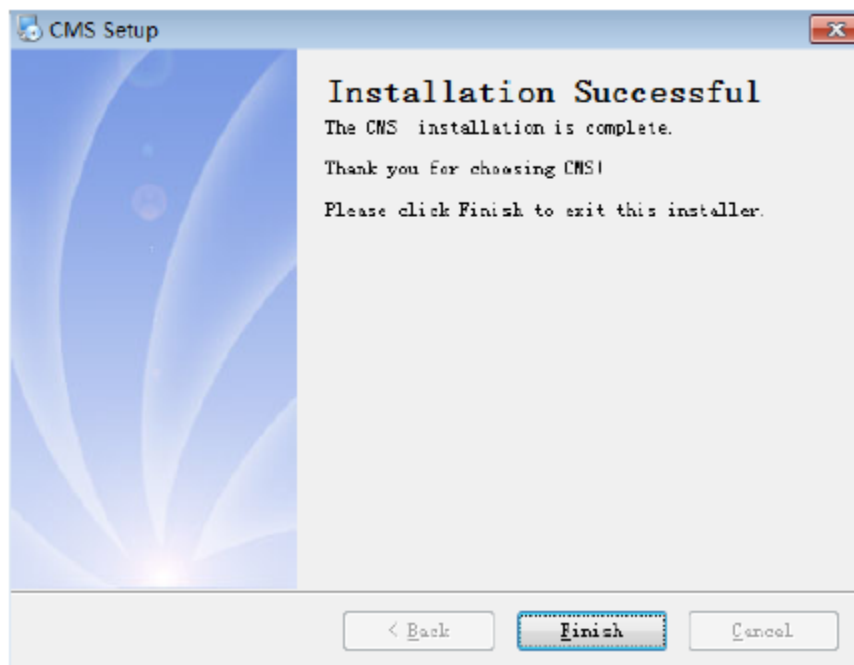 CMS Setup
Installation Successful
The CMS installation is complete.
Thank you for choosing CMS!
Please click Finish to exit this installer.
< Back
Finish
Cancel